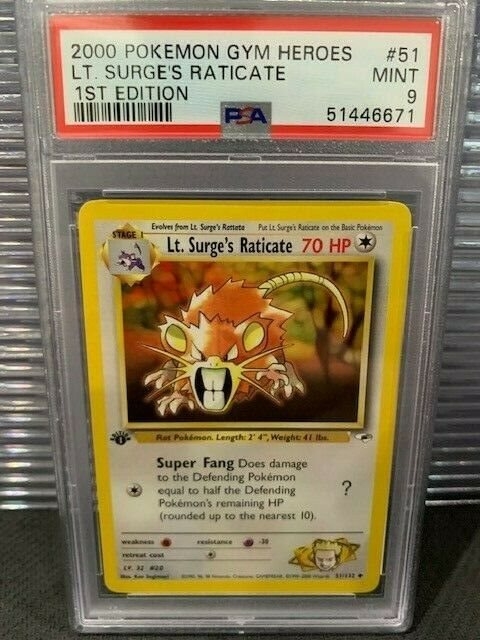 2000 POKEMON GYM HEROES #51
LT. SURGE'S RATICATE MINT
1ST EDITION 9
PSA 51446671
STAGE 1 Evolves from Lt. Surge's Rattata Put Lt. Surge's Raticate on the Basic Pokémon
Lt. Surge's Raticate 70 HP
EDITION 1
Rat Pokémon. Length: 2' 4", Weight: 41 lbs.
Super Fang Does damage
to the Defending Pokémon
equal to half the Defending
Pokémon's remaining HP
(rounded up to the nearest 10).
?
weakness resistance -30
retreat cost
LV. 32 #20
51/132